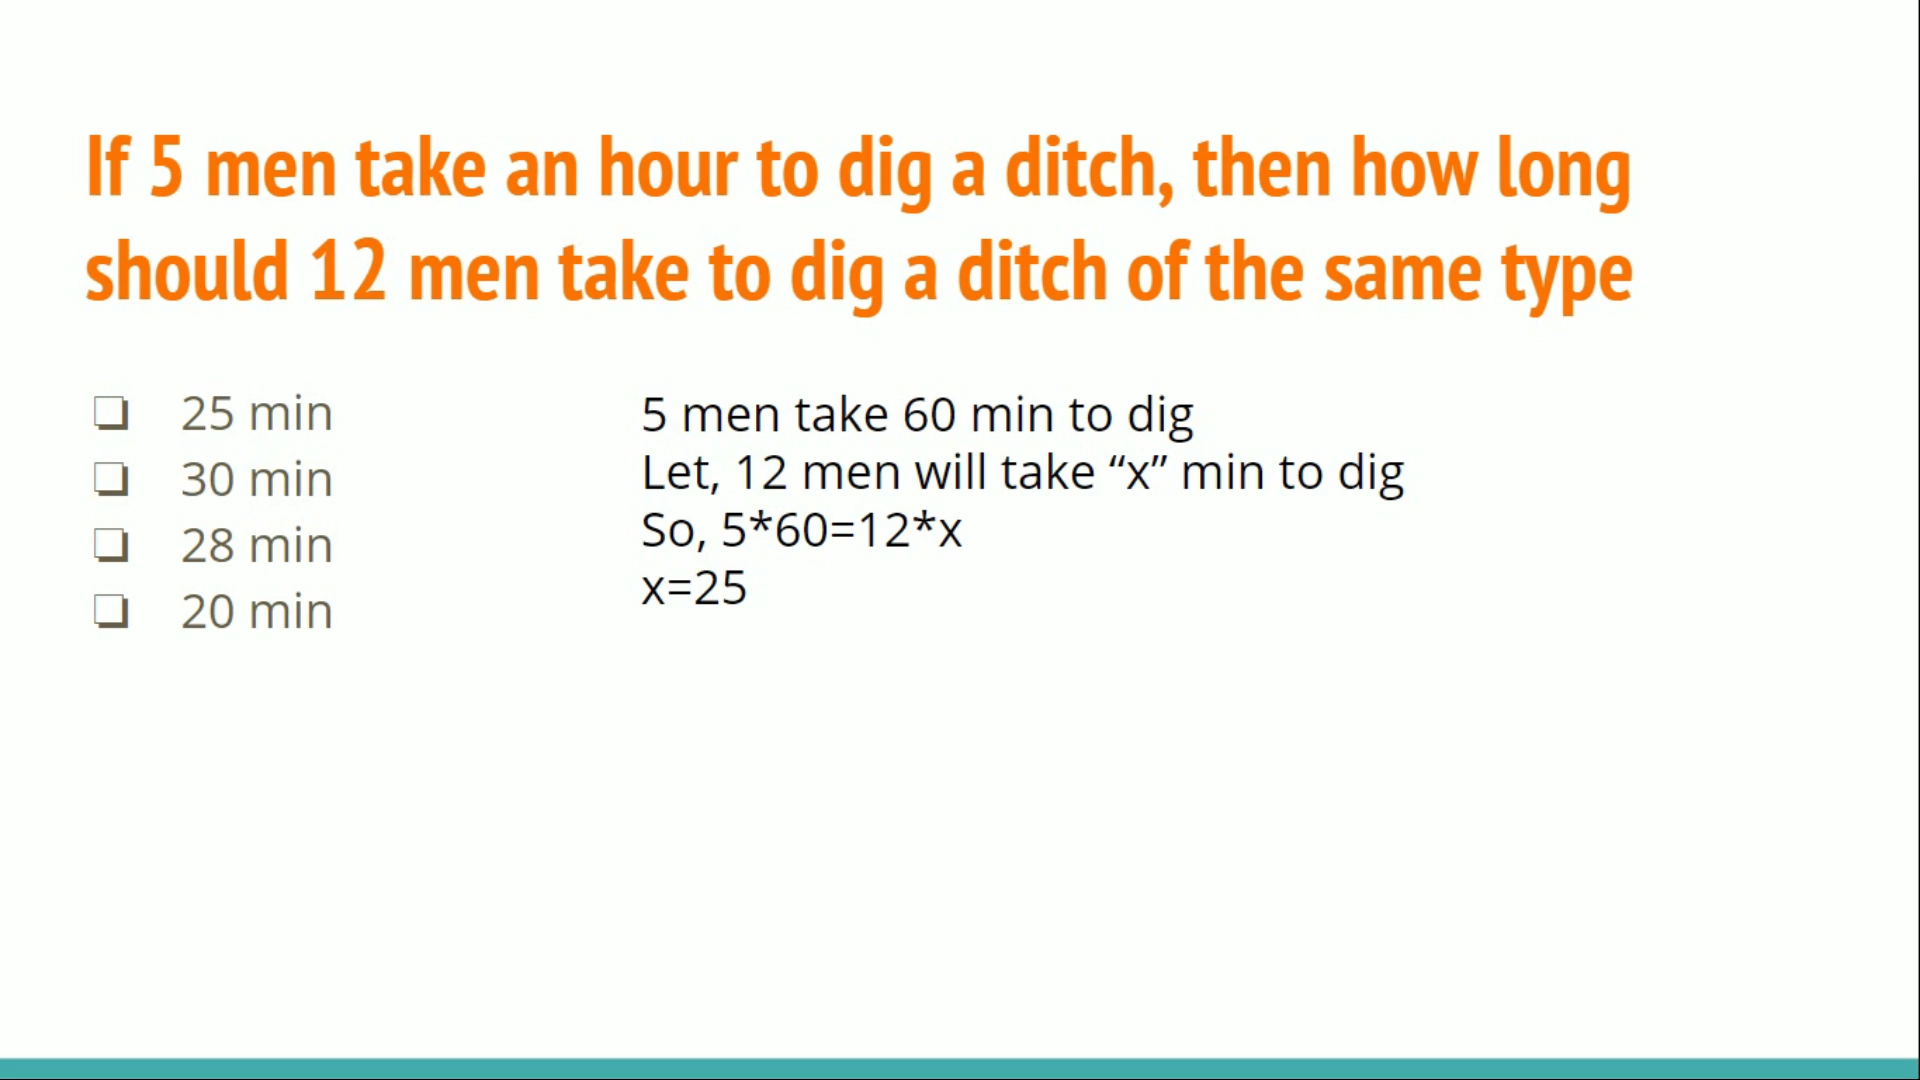 If 5 men take an hour to dig a ditch, then how long
should 12 men take to dig a ditch of the same type
25 min
30 min
28 min
20 min
5 men take 60 min to dig
Let, 12 men will take “x” min to dig
So, 5*60=12*x
x=25